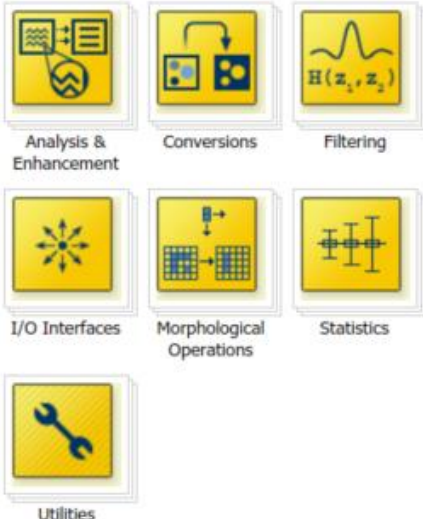 H(z₁,z₂)
Analysis &
Enhancement
Conversions
Filtering
I/O Interfaces
Morphological
Operations
Statistics
Utilities